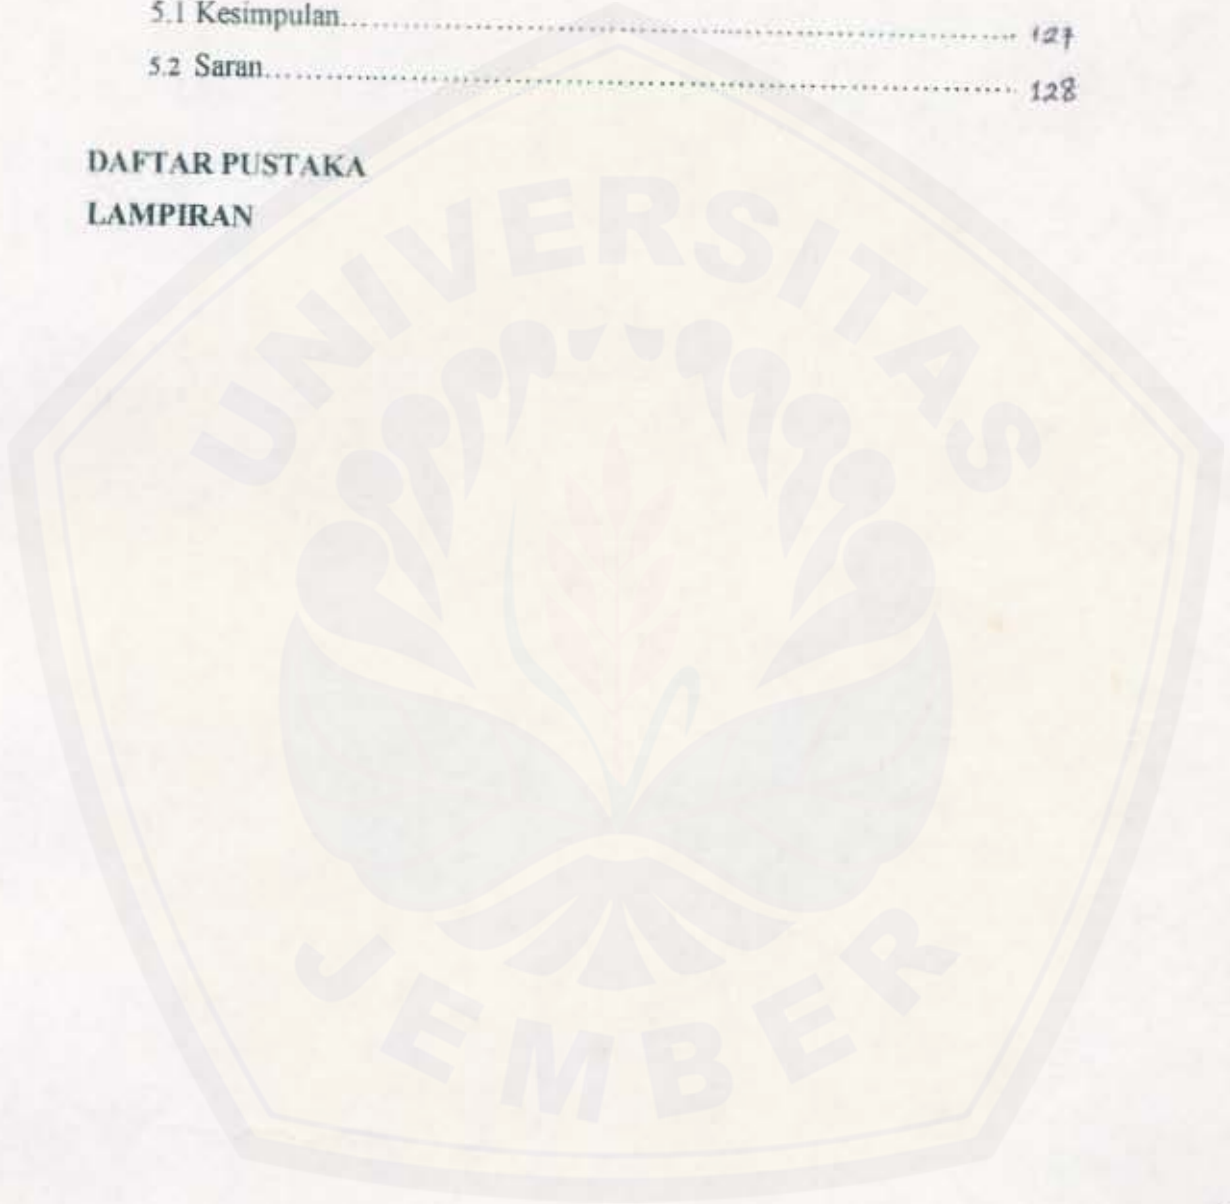 5.1 Kesimpulan.................................................................. 127
5.2 Saran.................................................................. 128
DAFTAR PUSTAKA
LAMPIRAN
UNIVERSITAS
JEMBER